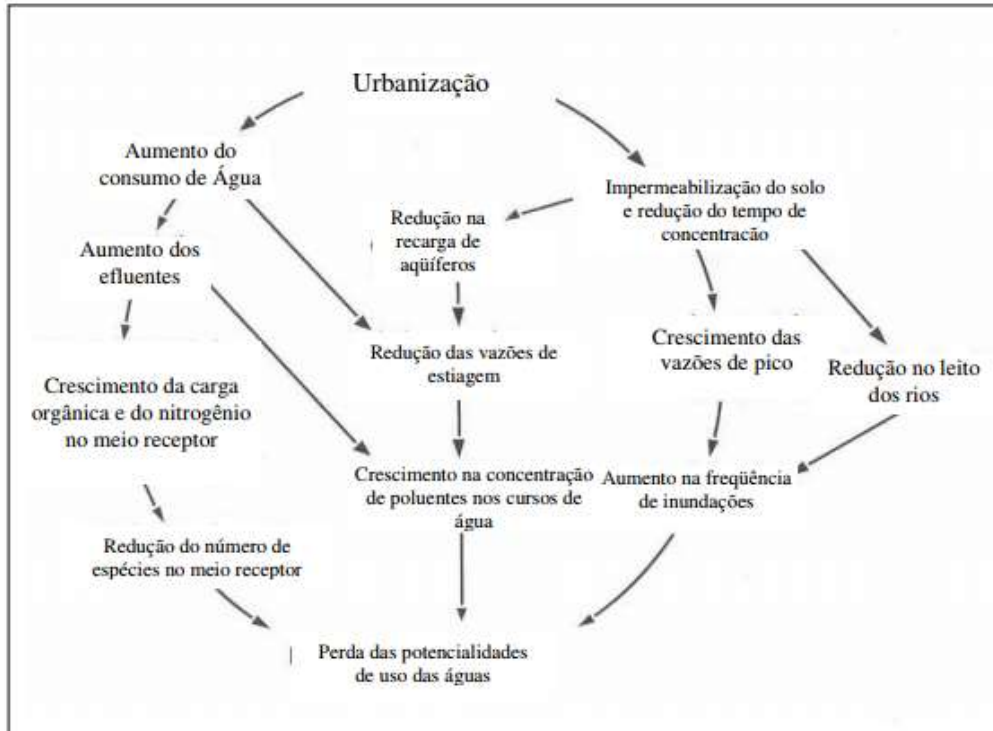 Urbanização
Aumento do
consumo de Água
Impermeabilização do solo
e redução do tempo de
concentracão
Redução na
recarga de
aqüíferos
Aumento dos
efluentes
Crescimento das
vazões de pico
Redução das vazões de
estiagem
Redução no leito
dos rios
Crescimento da carga
orgânica e do nitrogênio
no meio receptor
Crescimento na concentração
de poluentes nos cursos de
água
Aumento na freqüência
de inundações
Redução do número de
espécies no meio receptor
Perda das potencialidades
de uso das águas